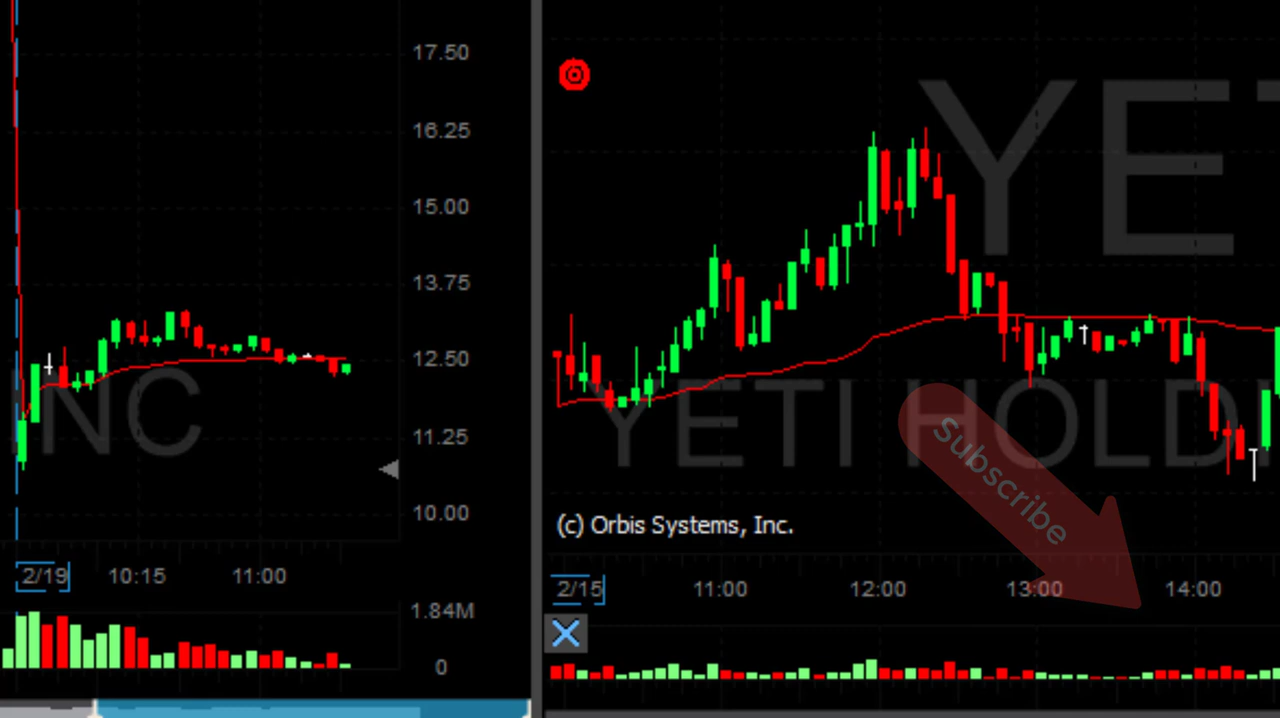 17.50
16.25
15.00
13.75
12.50
11.25
10.00
NC
2/19 10:15 11:00
1.84M
0
YET
YETI HOLDI
Subscribe
(c) Orbis Systems, Inc.
2/15 11:00 12:00 13:00 14:00